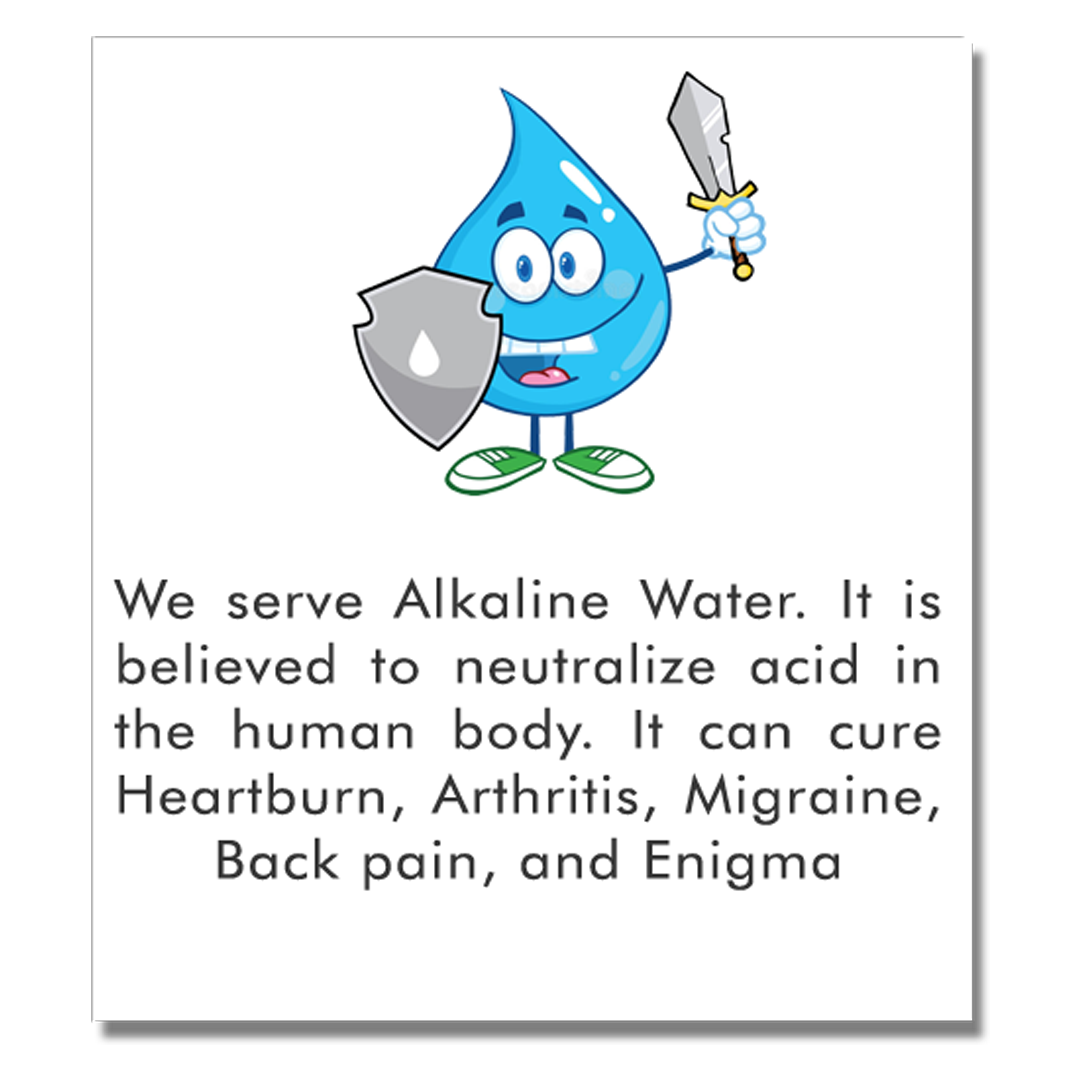 We serve Alkaline Water. It is
believed to neutralize acid in
the human body. It can cure
Heartburn, Arthritis, Migraine,
Back pain, and Enigma